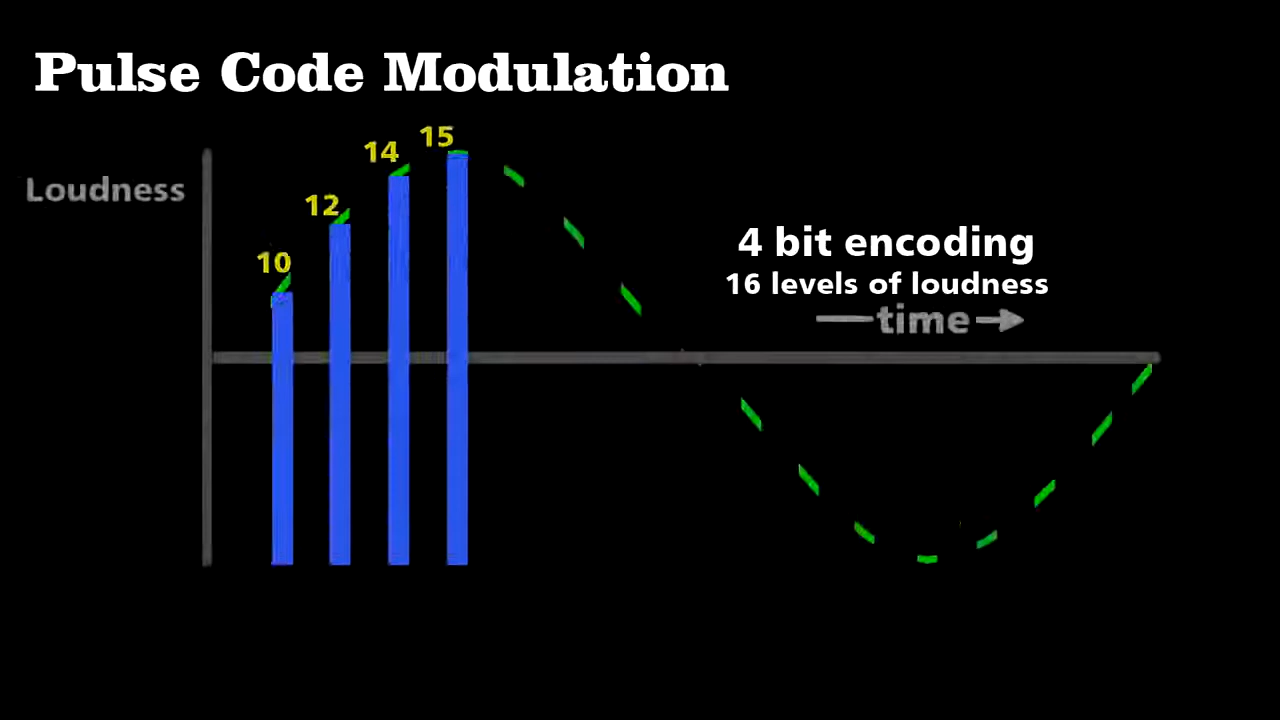 Pulse Code Modulation
15
14
Loudness
12
4 bit encoding
10
16 levels of loudness
time